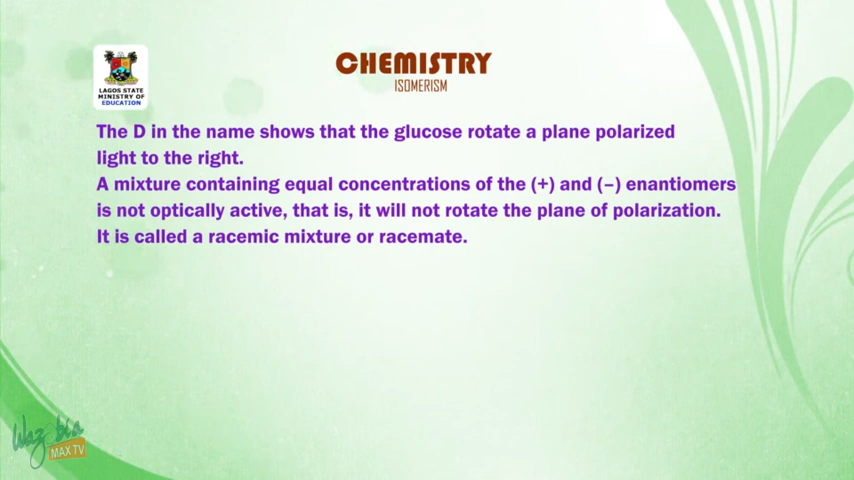 LAGOS STATE
MINISTRY OF
EDUCATION
CHEMISTRY
ISOMERISM
The D in the name shows that the glucose rotate a plane polarized
light to the right.
A mixture containing equal concentrations of the (+) and (–) enantiomers
is not optically active, that is, it will not rotate the plane of polarization.
It is called a racemic mixture or racemate.
Wazobia
MAX TV